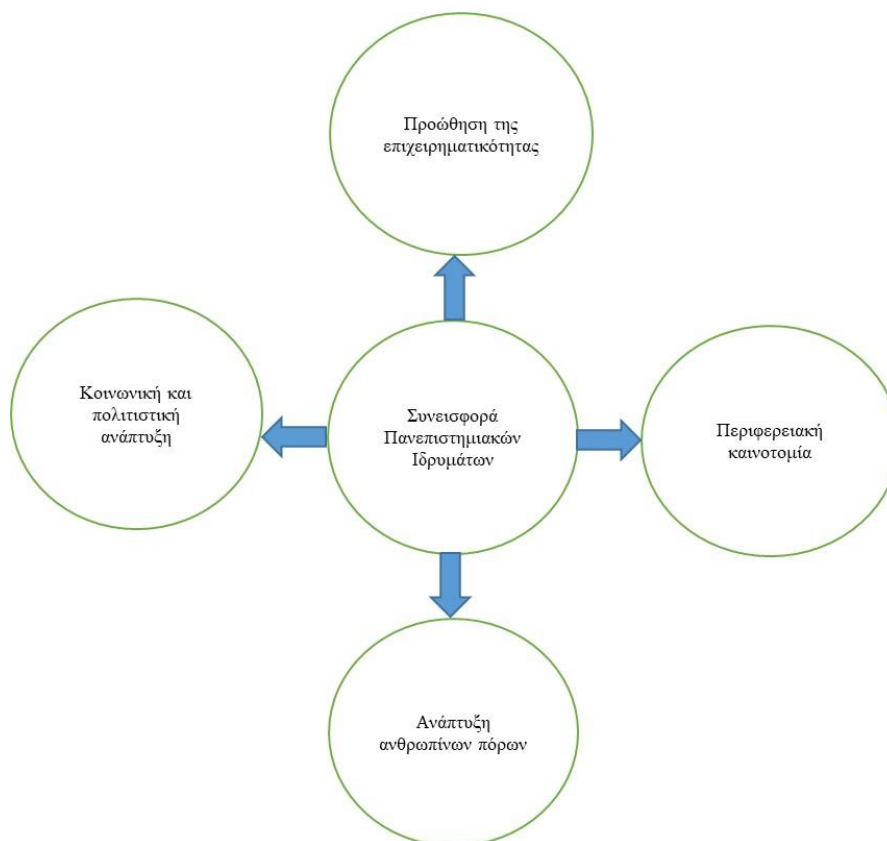 Προώθηση της
επιχειρηματικότητας
Κοινωνική και
πολιτιστική
ανάπτυξη
Συνεισφορά
Πανεπιστημιακών
Ιδρυμάτων
Περιφερειακή
καινοτομία
Ανάπτυξη
ανθρωπίνων πόρων